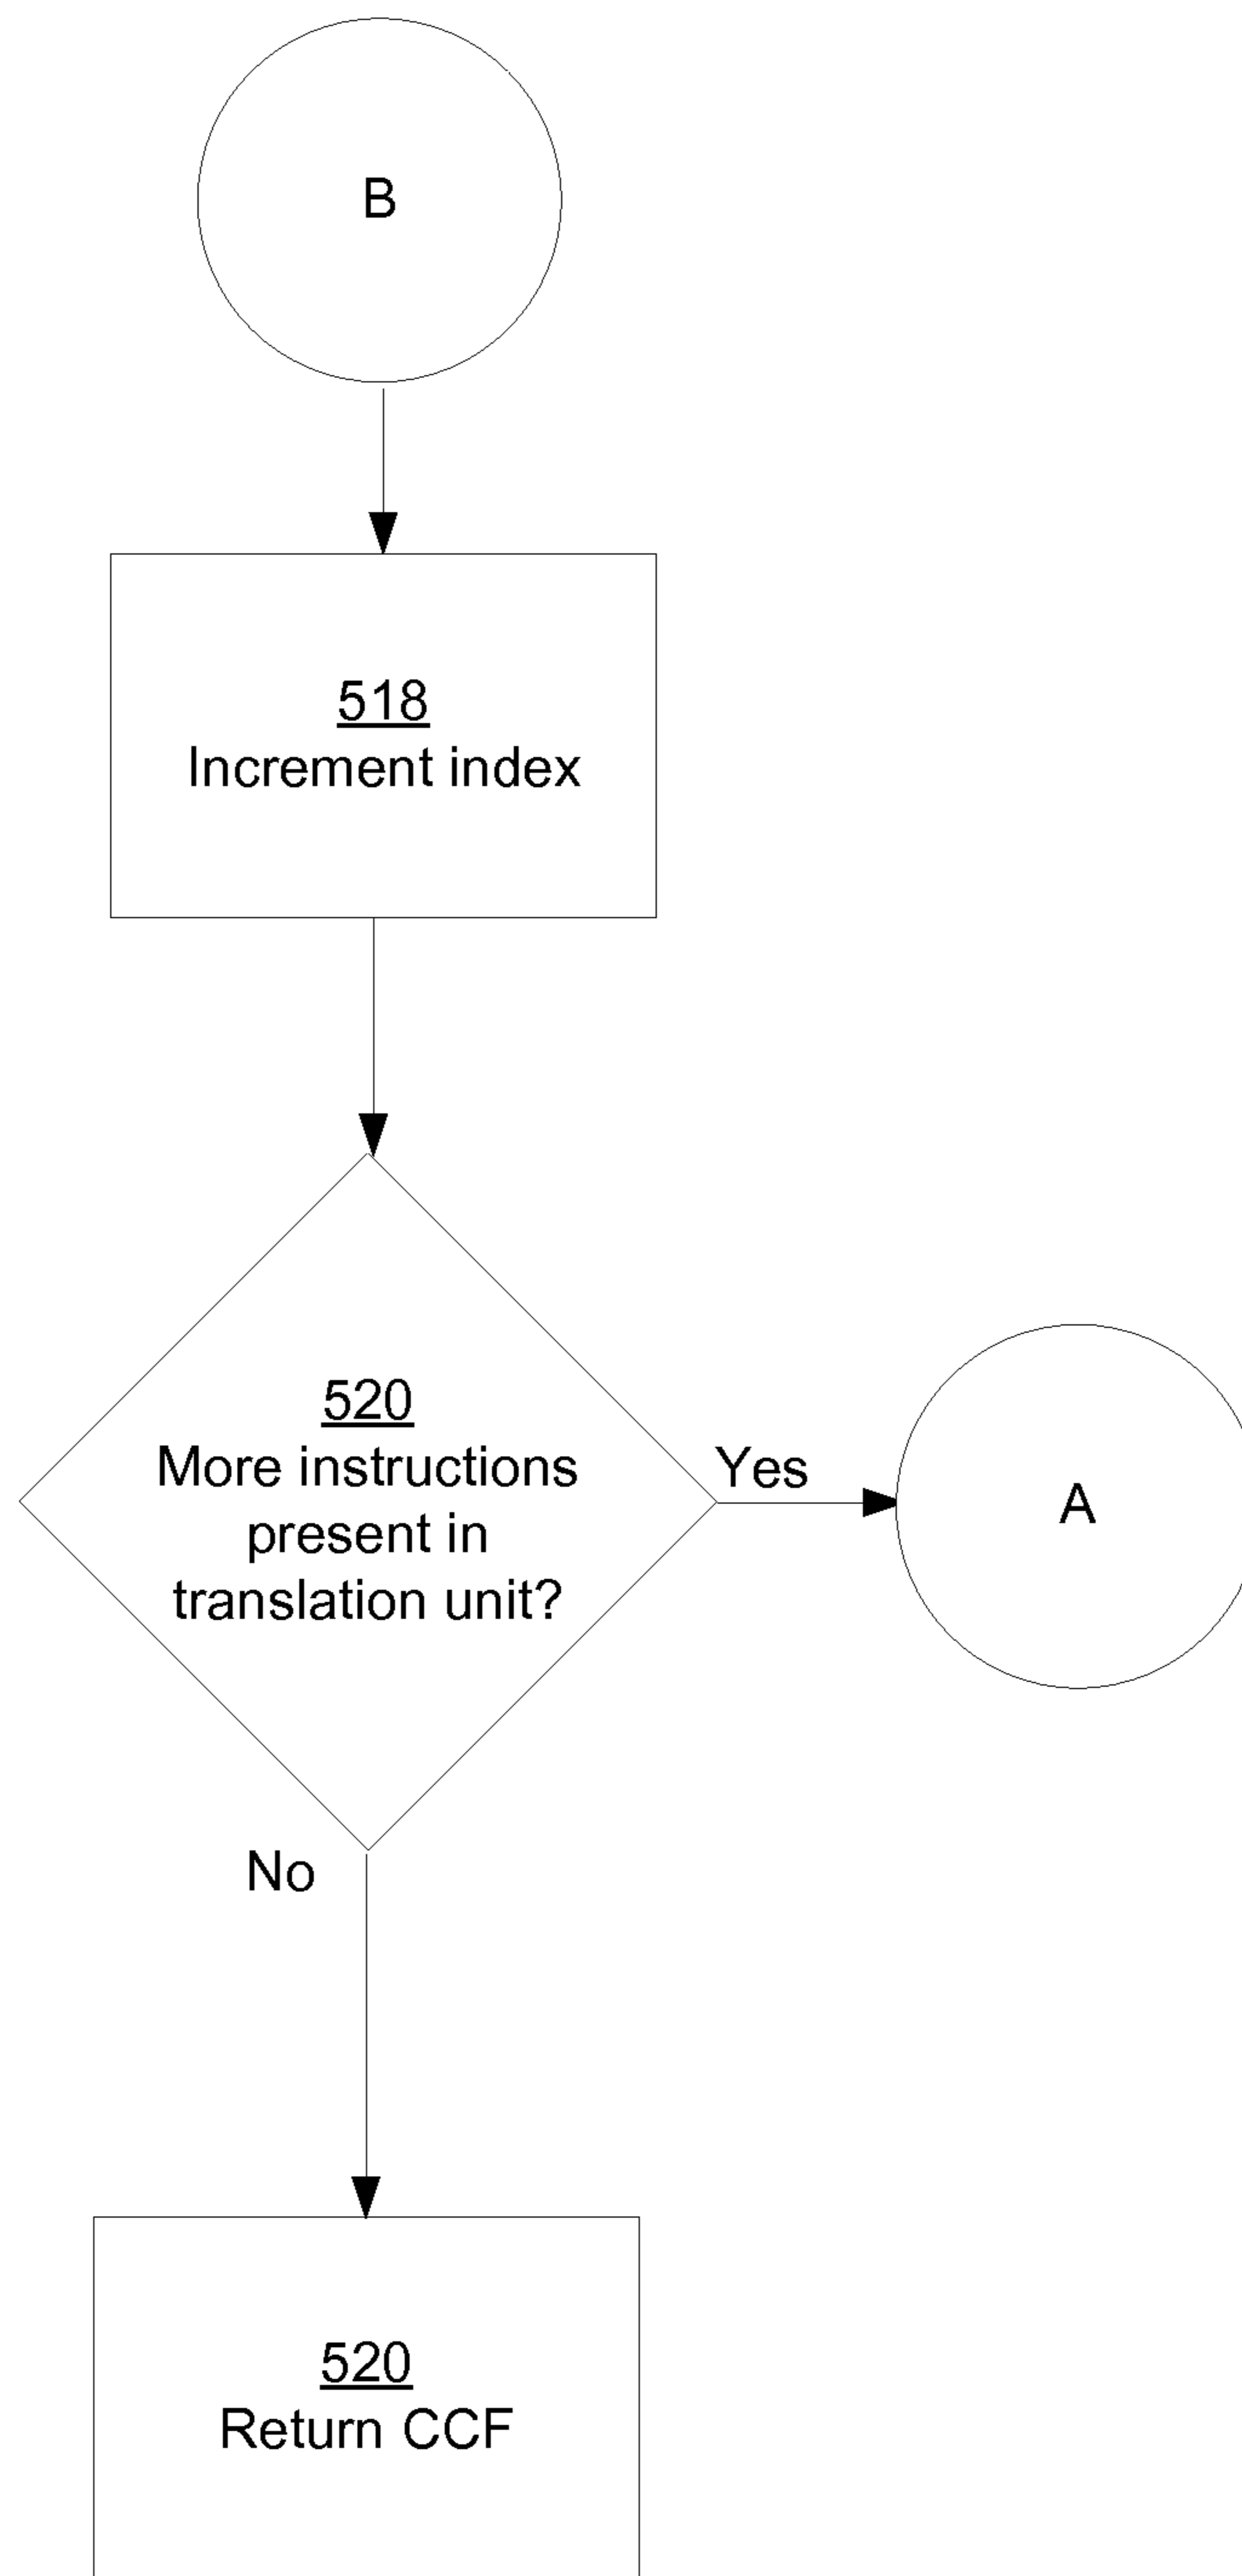 B
518
Increment index
520
More instructions
present in
translation unit?
Yes
A
No
520
Return CCF